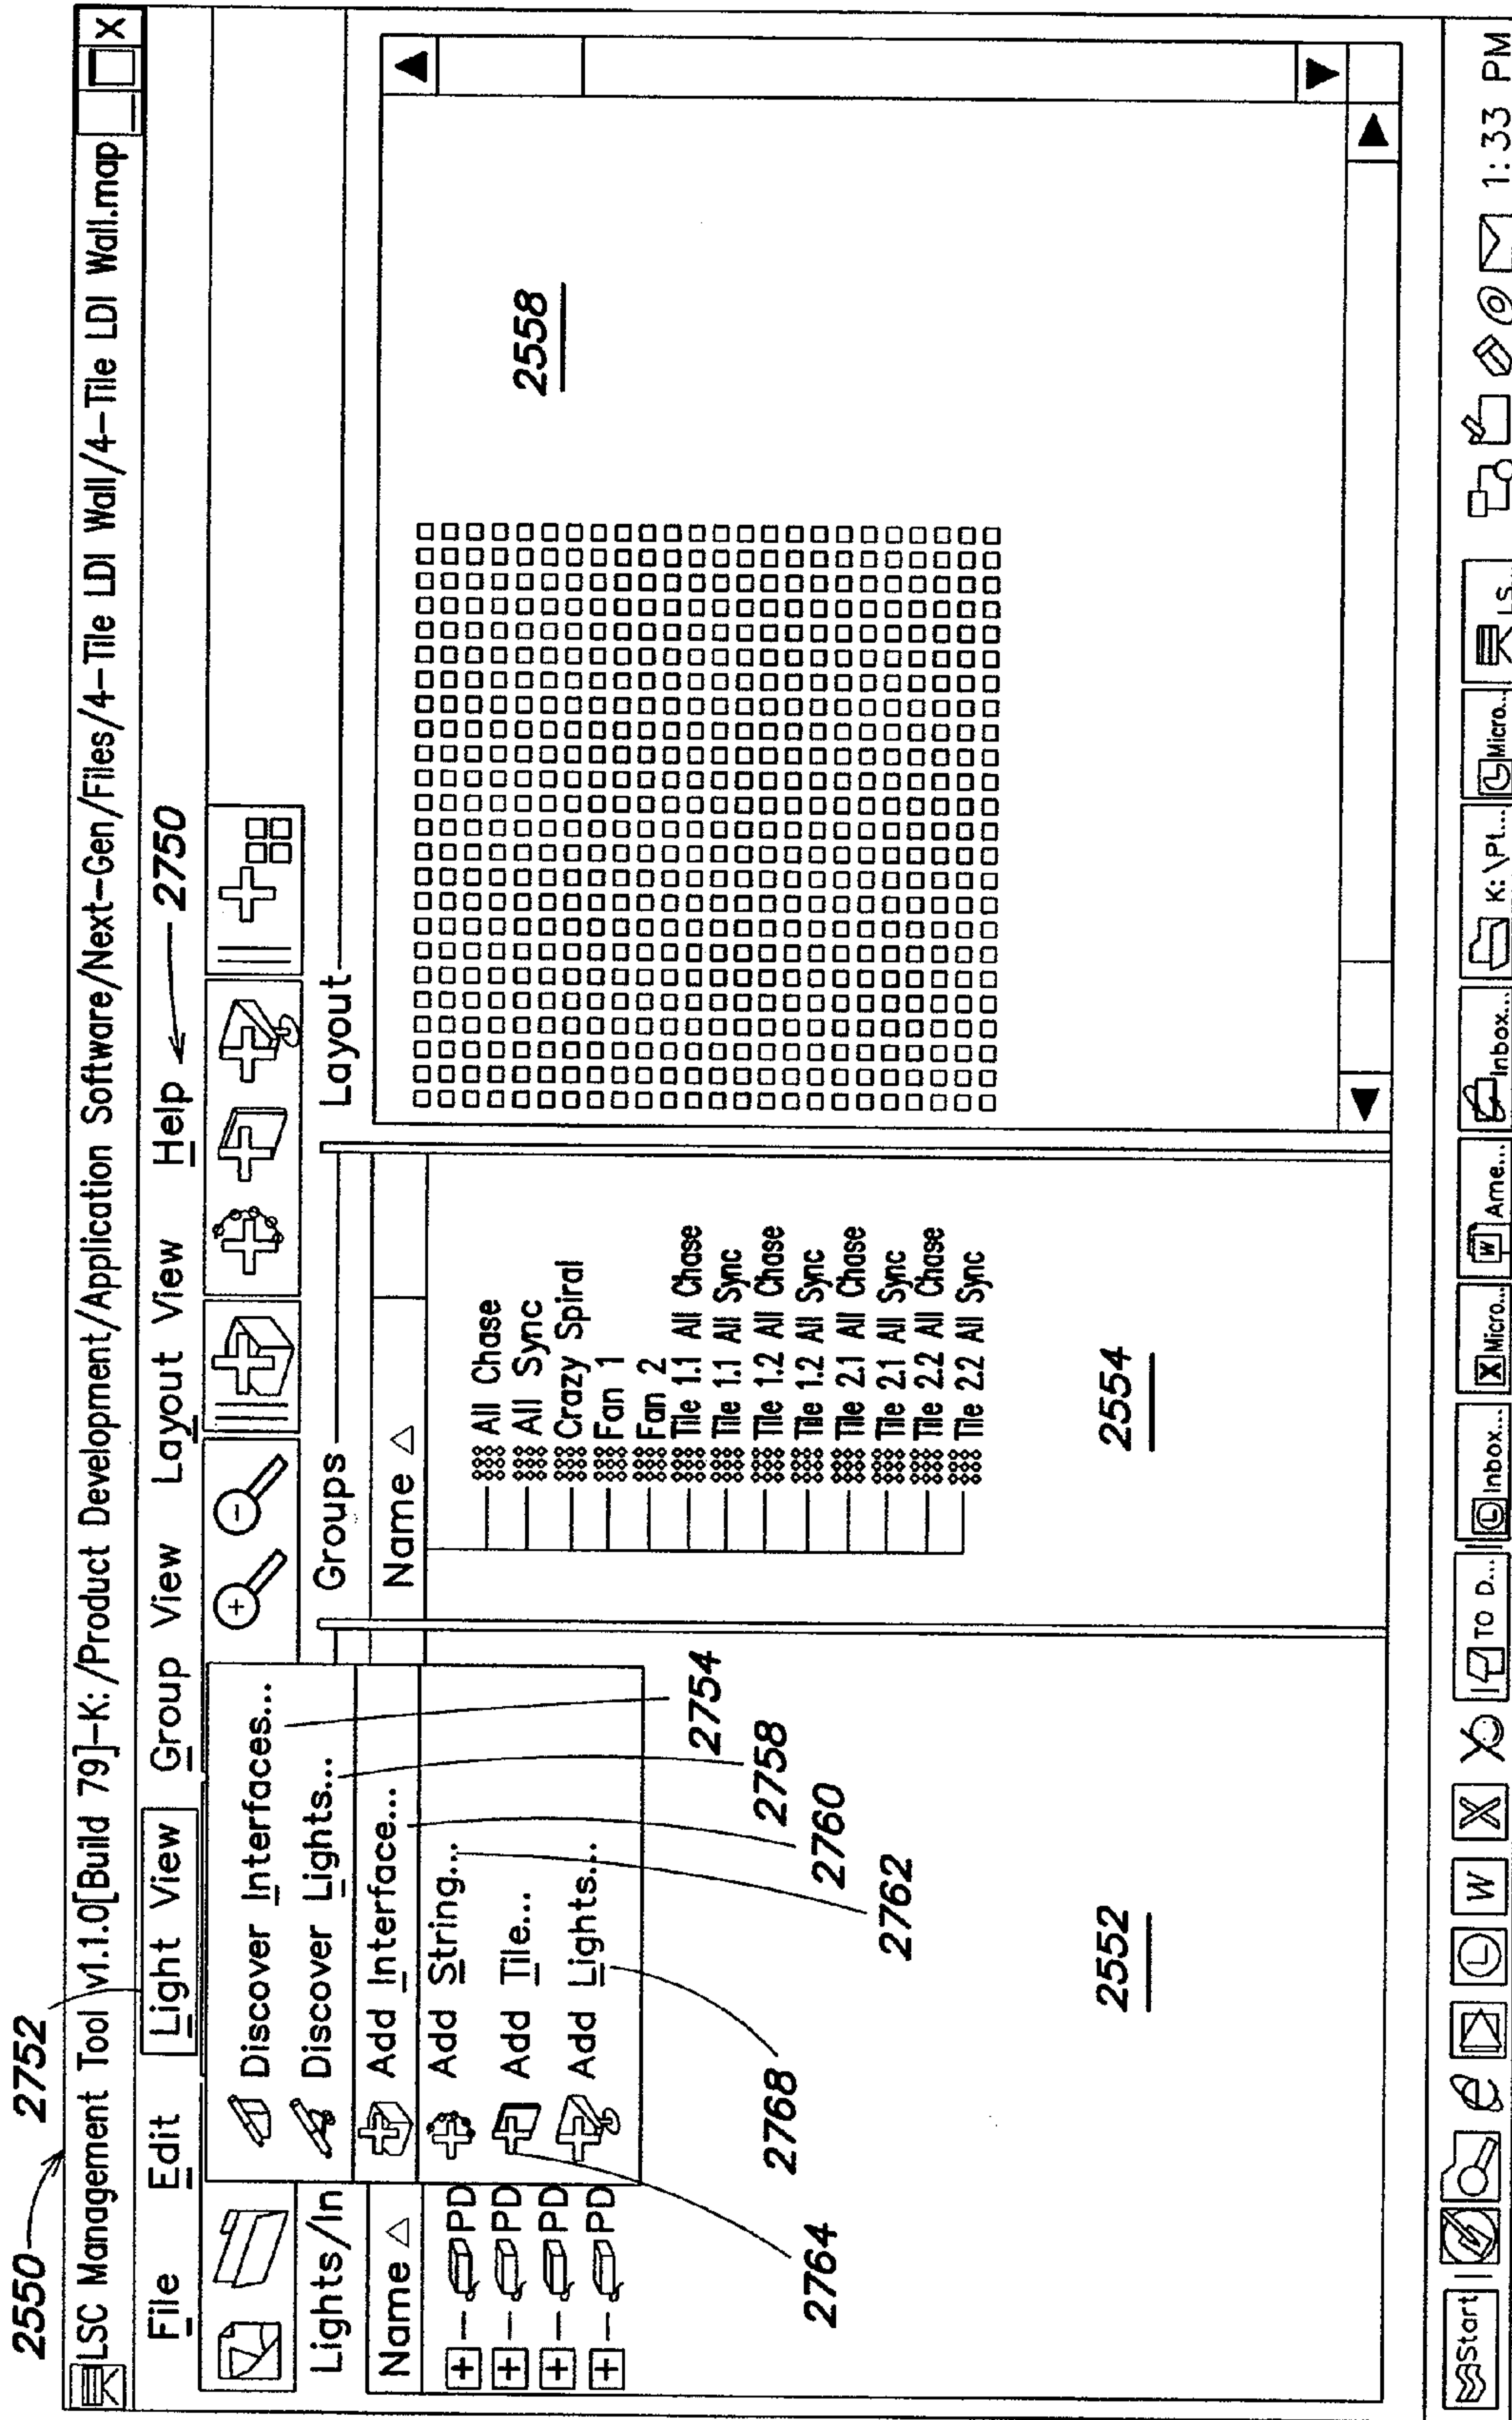 2550
2752
LSC Management Tool v1.1.0[Build 79]-K:/Product Development/Application Software/Next-Gen/Files/4-Tile LDI Wall/4-Tile LDI Wall.map
_ X
File Edit Light View Group View Layout View Help
2750
Lights/In
Groups
Layout
Name
Name
Discover Interfaces...
Discover Lights...
Add Interface...
Add String...
Add Tile...
Add Lights...
PD
PD
PD
PD
2754
2758
2760
2762
2764
2768
All Chase
All Sync
Crazy Spiral
Fan 1
Fan 2
Tile 1.1 All Chase
Tile 1.1 All Sync
Tile 1.2 All Chase
Tile 1.2 All Sync
Tile 2.1 All Chase
Tile 2.1 All Sync
Tile 2.2 All Chase
Tile 2.2 All Sync
2552
2554
2558
Start
e
L
W
X
TO D...
L Inbox...
X Micro...
W Ame...
Inbox...
K:\Pt...
Micro...
LS...
1:33 PM